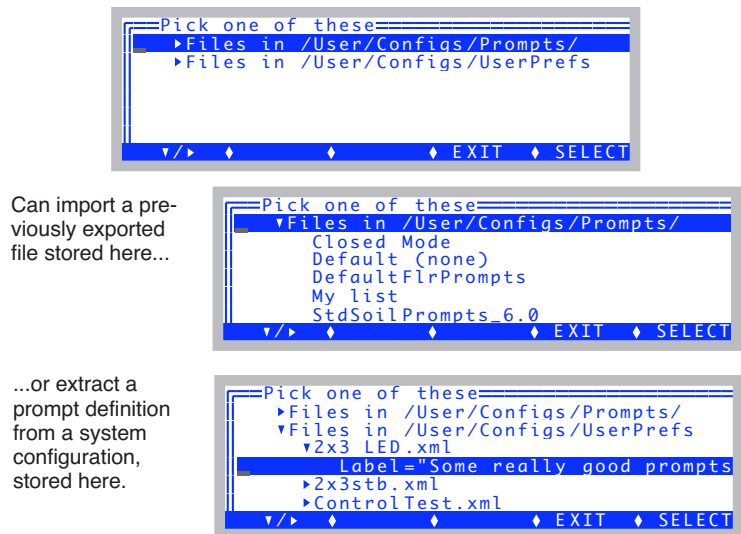 Pick one of these
▸Files in /User/Configs/Prompts/
▸Files in /User/Configs/UserPrefs
▾/▸ ♦ ♦ ♦ EXIT ♦ SELECT
Can import a pre-
viously exported
file stored here...
Pick one of these
▾Files in /User/Configs/Prompts/
Closed Mode
Default (none)
DefaultFlrPrompts
My list
StdSoilPrompts_6.0
▾/▸ ♦ ♦ ♦ EXIT ♦ SELECT
...or extract a
prompt definition
from a system
configuration,
stored here.
Pick one of these
▸Files in /User/Configs/Prompts/
▾Files in /User/Configs/UserPrefs
▾2x3 LED.xml
Label="Some really good prompts
▸2x3stb.xml
▸ControlTest.xml
▾/▸ ♦ ♦ ♦ EXIT ♦ SELECT